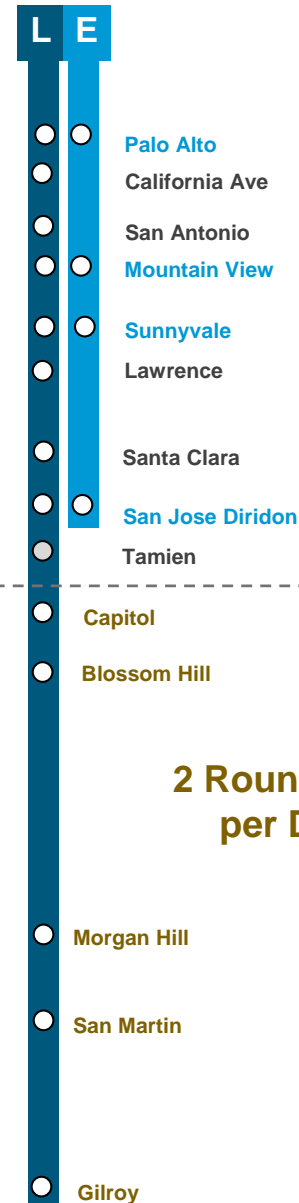 L E
Palo Alto
California Ave
San Antonio
Mountain View
Sunnyvale
Lawrence
Santa Clara
San Jose Diridon
Tamien
Capitol
Blossom Hill
2
per
Morgan Hill
San Martin
Gilroy